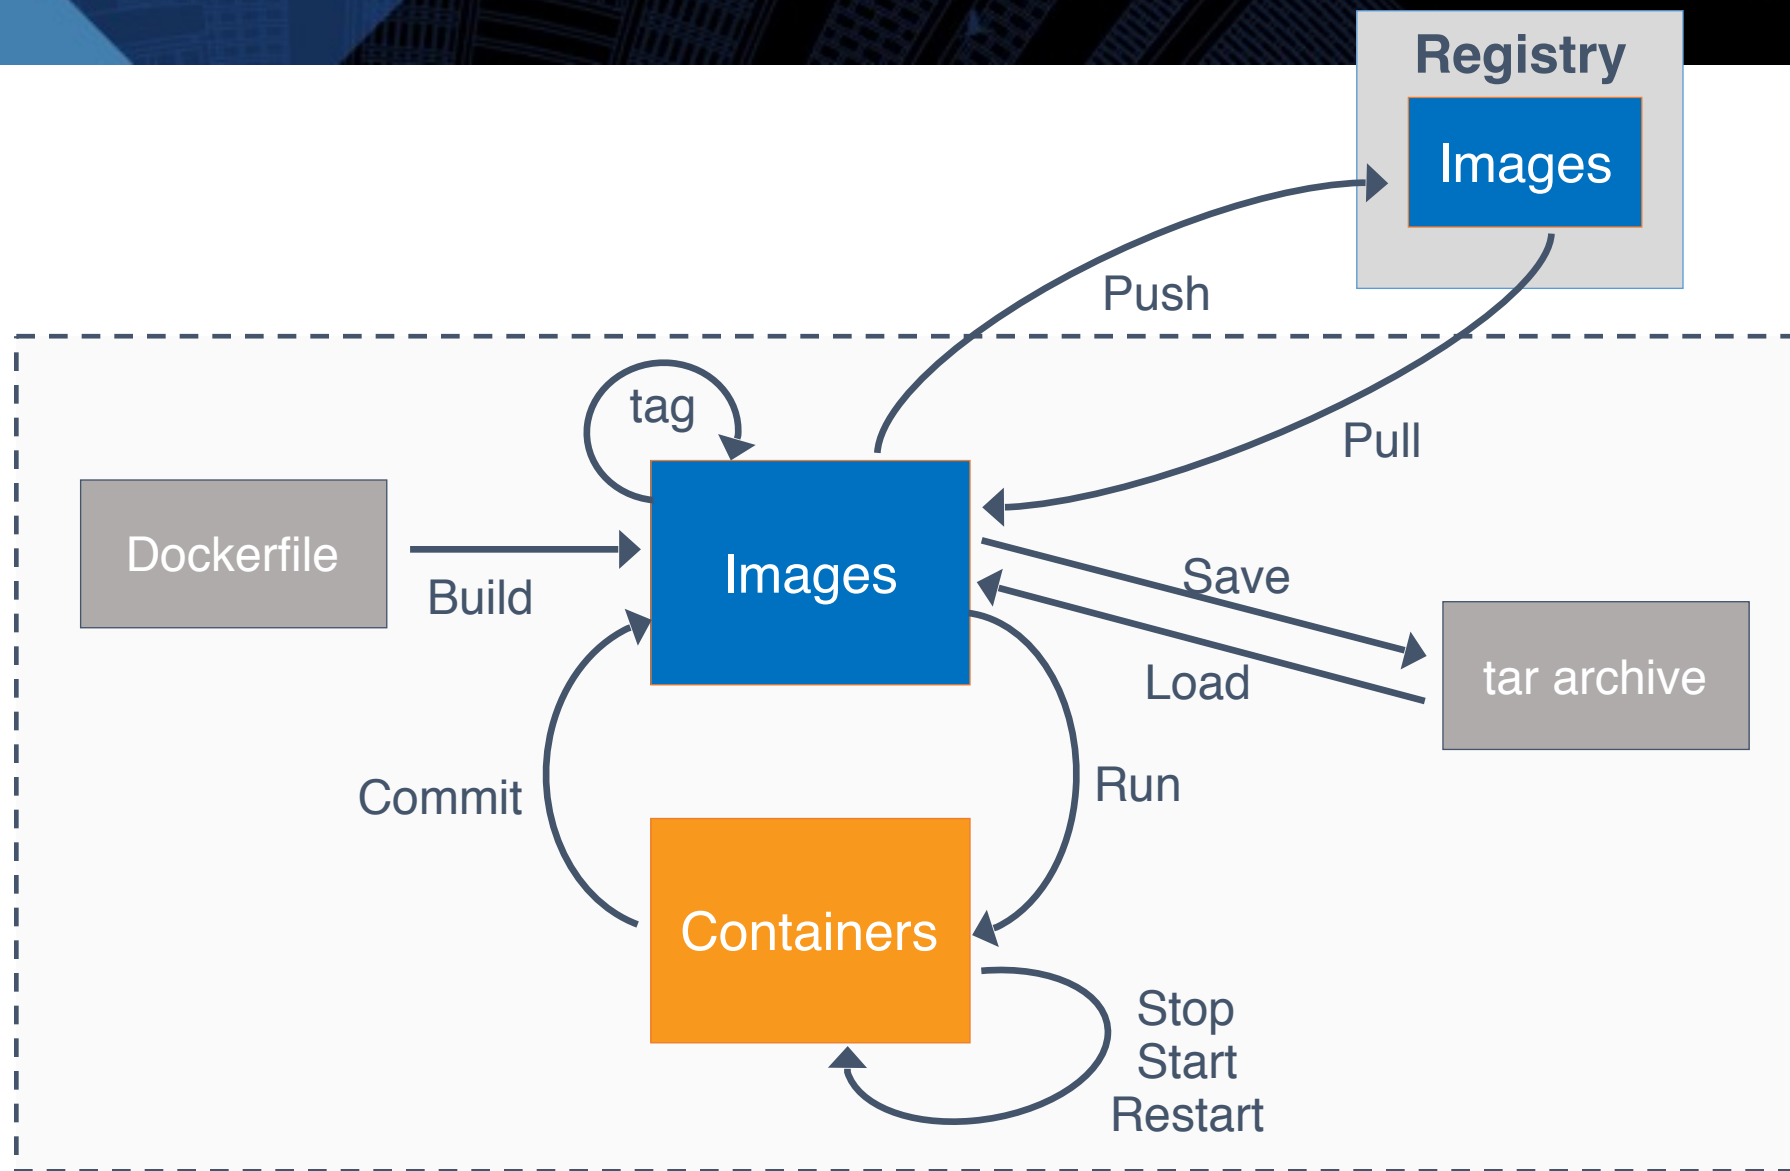 Registry
Images
Push
tag
Pull
Dockerfile
Build
Images
Save
Load
tar archive
Commit
Run
Containers
Stop
Start
Restart